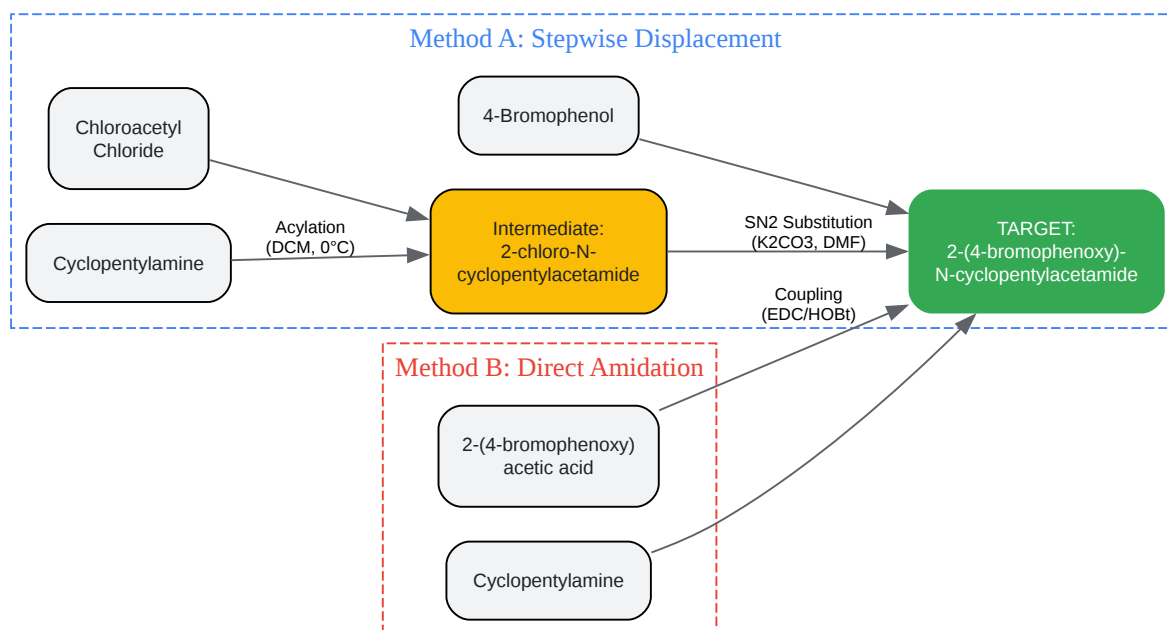 Method A: Stepwise Displacement
Chloroacetyl
Chloride
4-Bromophenol
Cyclopentylamine
Acylation
(DCM, 0°C)
Intermediate:
2-chloro-N-
cyclopentylacetamide
SN2 Substitution
(K2CO3, DMF)
TARGET:
2-(4-bromophenoxy)-
N-cyclopentylacetamide
Coupling
(EDC/HOBt)
Method B: Direct Amidation
2-(4-bromophenoxy)
acetic acid
Cyclopentylamine